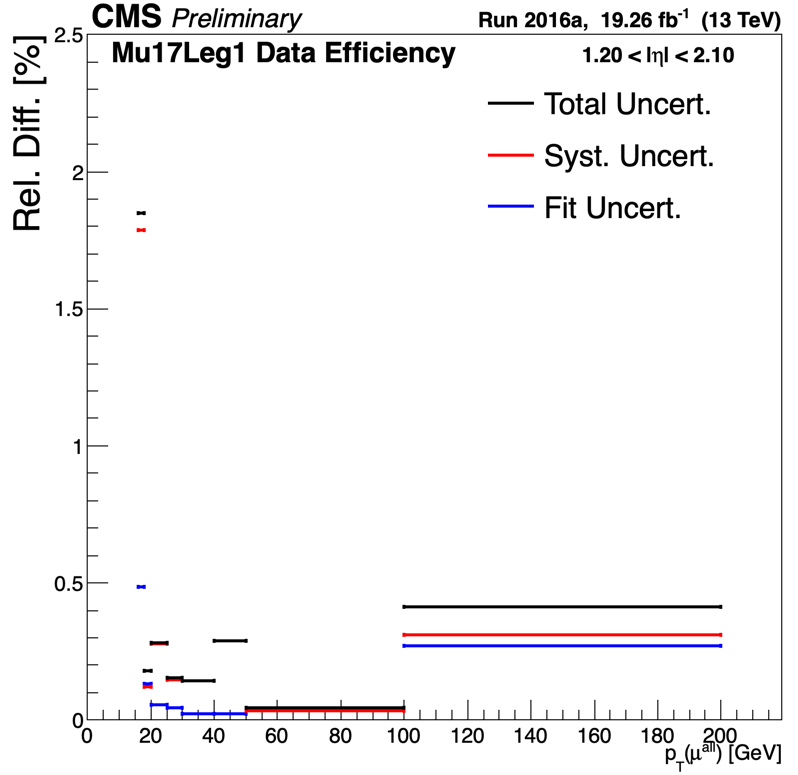 CMS Preliminary Run 2016a, 19.26 fb⁻¹ (13 TeV)
Mu17Leg1 Data Efficiency 1.20 < |η| < 2.10
Total Uncert.
Syst. Uncert.
Fit Uncert.
Rel. Diff. [%]
2.5
2
1.5
1
0.5
0
0 20 40 60 80 100 120 140 160 180 200
p_T(μ^all) [GeV]